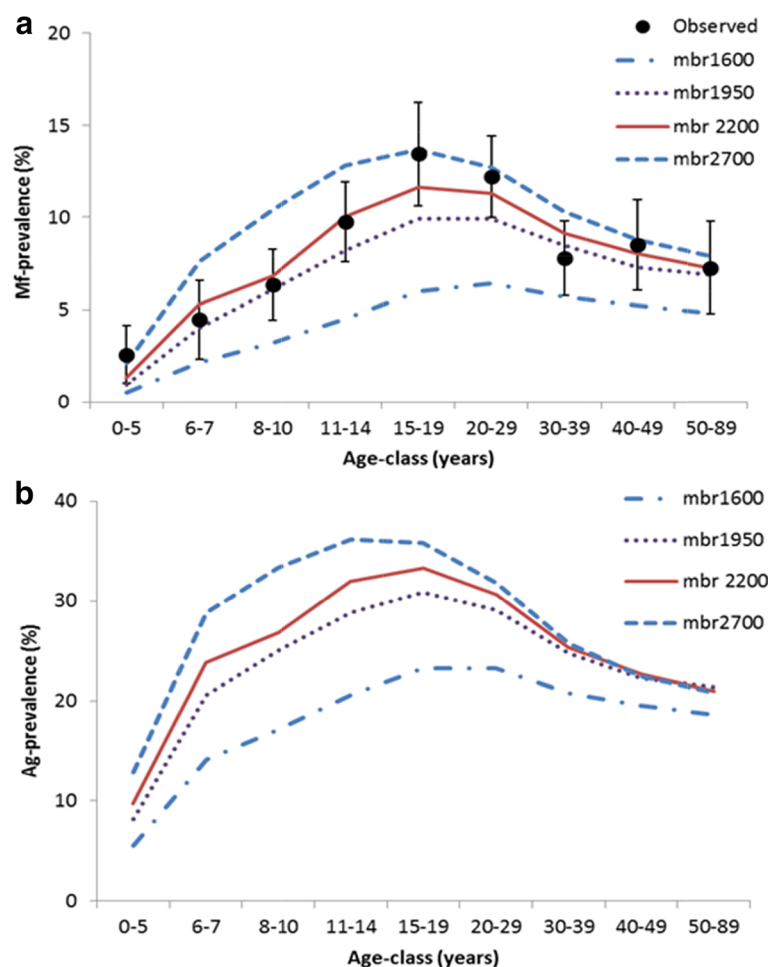 a
20
15
10
5
0
Mf-prevalence (%)
Observed
mbr1600
mbr1950
mbr 2200
mbr2700
0-5 6-7 8-10 11-14 15-19 20-29 30-39 40-49 50-89
Age-class (years)
b
40
30
20
10
0
Ag-prevalence (%)
mbr1600
mbr1950
mbr 2200
mbr2700
0-5 6-7 8-10 11-14 15-19 20-29 30-39 40-49 50-89
Age-class (years)